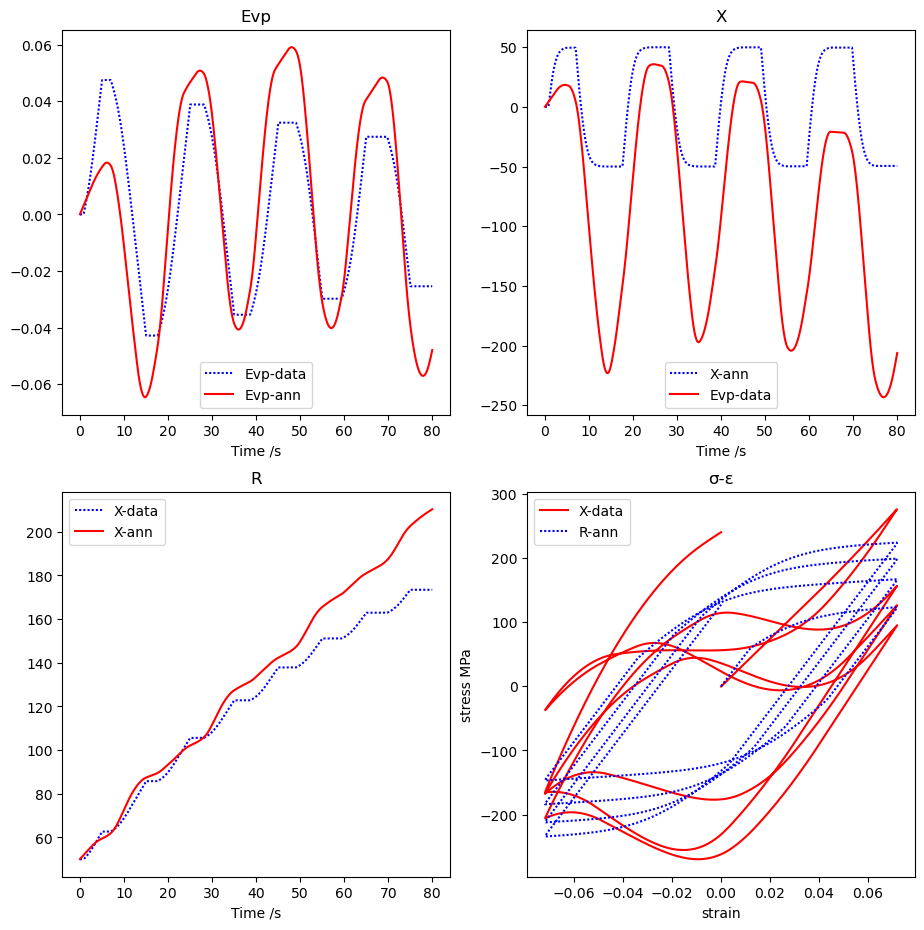 Evp
0.06
0.04
0.02
0.00
−0.02
−0.04
−0.06
Evp-data
Evp-ann
0 10 20 30 40 50 60 70 80
Time /s
X
50
0
−50
−100
−150
−200
−250
X-ann
Evp-data
0 10 20 30 40 50 60 70 80
Time /s
R
X-data
X-ann
200
180
160
140
120
100
80
60
0 10 20 30 40 50 60 70 80
Time /s
σ-ε
X-data
R-ann
stress MPa
300
200
100
0
−100
−200
−0.06 −0.04 −0.02 0.00 0.02 0.04 0.06
strain